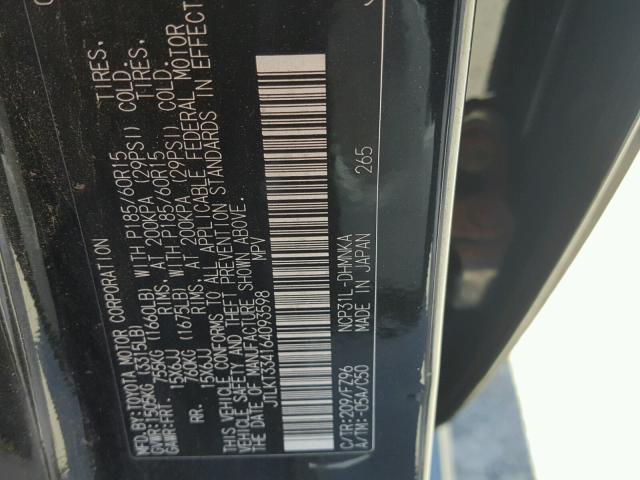 MFD.BY:TOYOTA MOTOR CORPORATION
GVWR:1505KG (3315LB)
GAWR:FRT. 755KG (1660LB) WITH P185/60R15 TIRES,
15X6JJ RIMS, AT 200KPA (29PSI) COLD.
RR. 760KG (1675LB) WITH P185/60R15 TIRES,
15X6JJ RIMS, AT 200KPA (29PSI) COLD.
THIS VEHICLE CONFORMS TO ALL APPLICABLE FEDERAL MOTOR
VEHICLE SAFETY AND THEFT PREVENTION STANDARDS IN EFFECT
ON THE DATE OF MANUFACTURE SHOWN ABOVE.
JTLKT334164093598 MPV
C/TR:209/FZ96 NCP31L-DHMNKA
A/TM:-05A/C50 MADE IN JAPAN 265